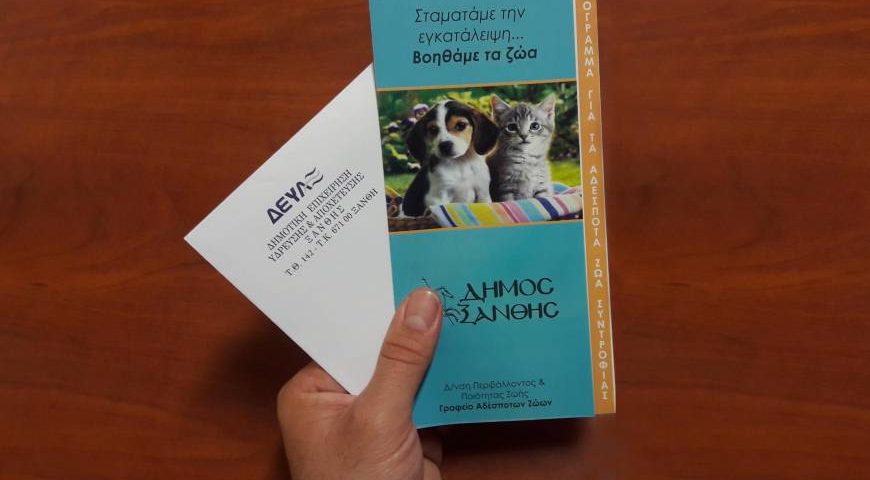 Σταματάμε την
εγκατάλειψη...
Βοηθάμε τα ζώα
ΔΗΜΟΣ
ΞΑΝΘΗΣ
Δ/νση Περιβάλλοντος &
Ποιότητας Ζωής
Γραφείο Αδέσποτων Ζώων
ΟΓΡΑΜΜΑ ΓΙΑ ΤΑ ΑΔΕΣΠΟΤΑ ΖΩΑ ΣΥΝΤΡΟΦΙΑΣ
ΔΕΥΑΞ
ΔΗΜΟΤΙΚΗ ΕΠΙΧΕΙΡΗΣΗ
ΥΔΡΕΥΣΗΣ & ΑΠΟΧΕΤΕΥΣΗΣ
ΞΑΝΘΗΣ
Τ.Θ. 142 - Τ.Κ. 671 00 ΞΑΝΘΗ